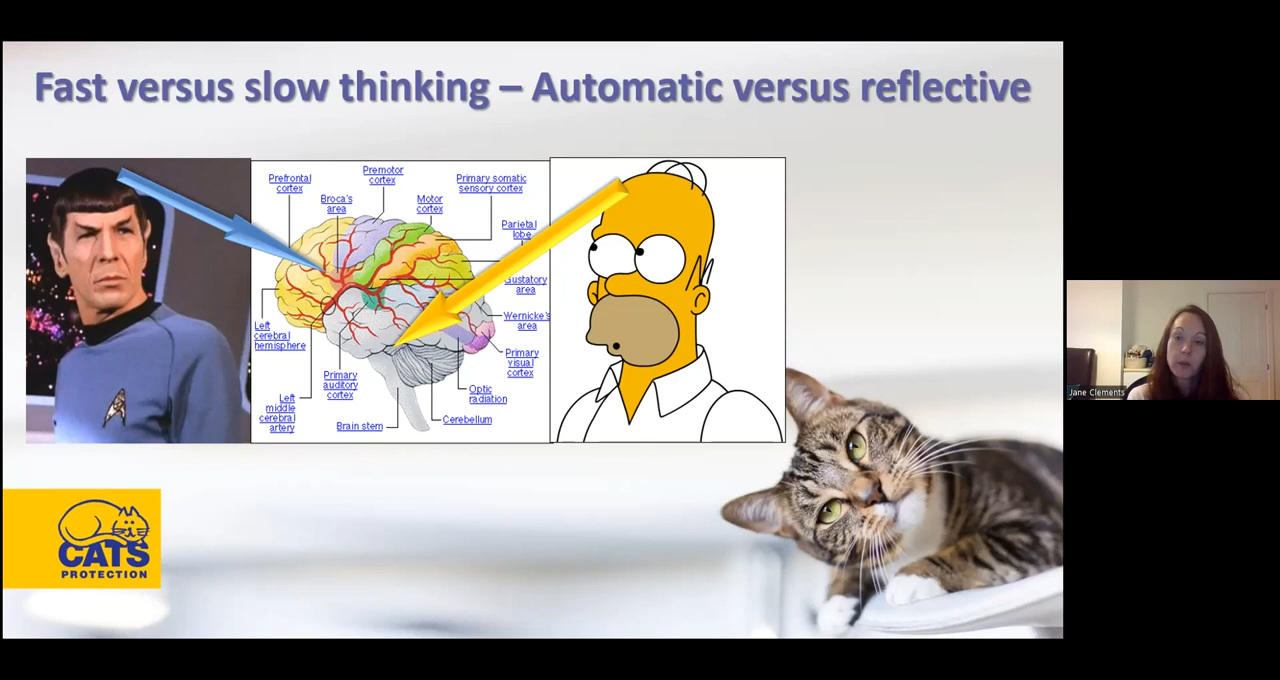 Fast versus slow thinking – Automatic versus reflective
Prefrontal
cortex
Premotor
cortex
Primary somatic
sensory cortex
Broca's
area
Motor
cortex
Parietal
lobe
Gustatory
area
Wernicke's
area
Primary
visual
cortex
Optic
radiation
Cerebellum
Brain stem
Primary
auditory
cortex
Left
middle
cerebral
artery
Left
cerebral
hemisphere
CATS
PROTECTION
Jane Clements